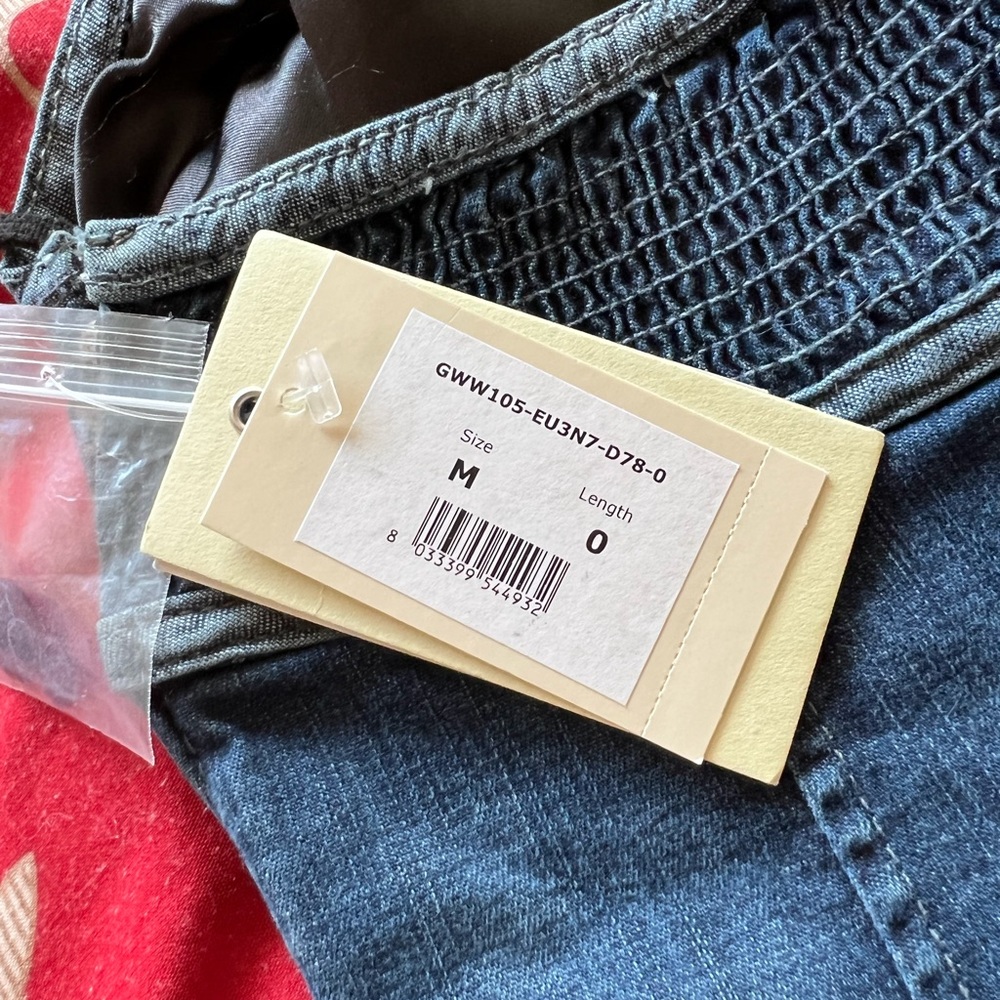 GWW105-EU3N7-D78-0
Size
M
Length
0
8 033399 544932